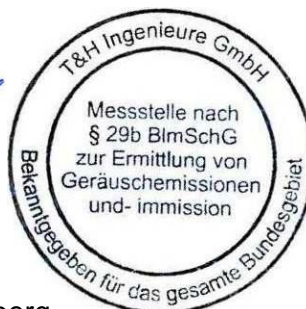 T&H Ingenieure GmbH
Messstelle nach
§ 29b BImSchG
zur Ermittlung von
Geräuschemissionen
und- immission
Bekanntgegeben für das gesamte Bundesgebiet